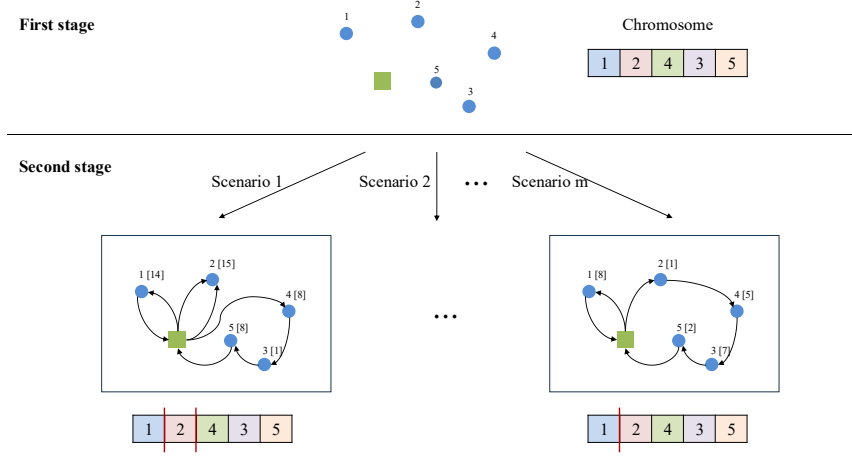 First stage
1
2
4
5
3
Chromosome
1 2 4 3 5
Second stage
Scenario 1
Scenario 2
...
Scenario m
1 [14]
2 [15]
4 [8]
5 [8]
3 [1]
...
1 [8]
2 [1]
4 [5]
5 [2]
3 [7]
1 2 4 3 5
1 2 4 3 5